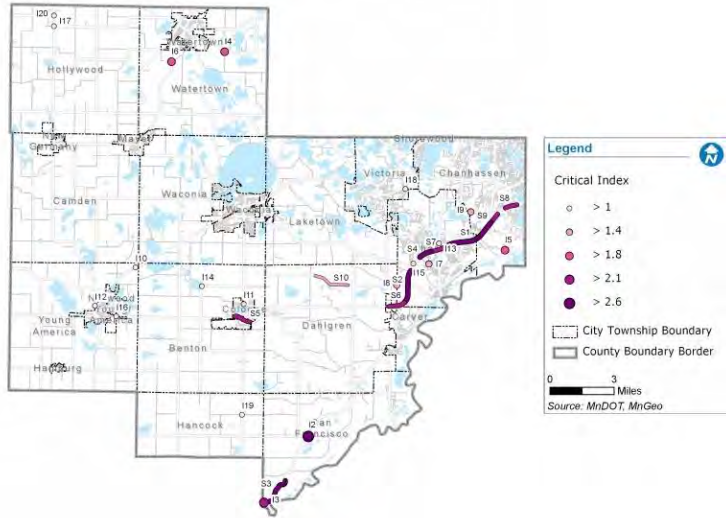 I20
I17
Hollywood
Watertown
I6
I4
Watertown
Germany
Mayer
Camden
Waconia
Laketown
Victoria
Shorewood
Chanhassen
I18
I9
S9
S8
S1
S7
S4
I13
I7
I5
I15
S10
I8
S2
S6
Carver
Dahlgren
I10
I14
I12
I16
Norwood
Young
America
I11
S5
Benton
Hamburg
I19
Hancock
I2
San
Francisco
S3
I3
Legend
N
Critical Index
> 1
> 1.4
> 1.8
> 2.1
> 2.6
City Township Boundary
County Boundary Border
0 3
Miles
Source: MnDOT, MnGeo